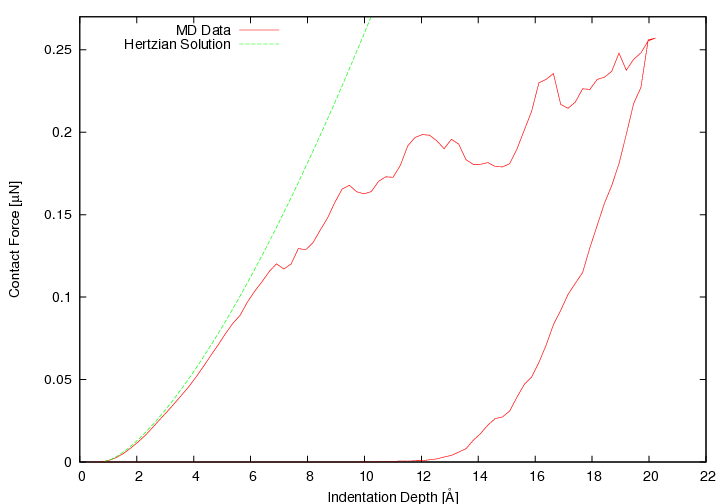 MD Data
Hertzian Solution
0.25
0.2
0.15
0.1
0.05
0
0 2 4 6 8 10 12 14 16 18 20 22
Contact Force [µN]
Indentation Depth [Å]